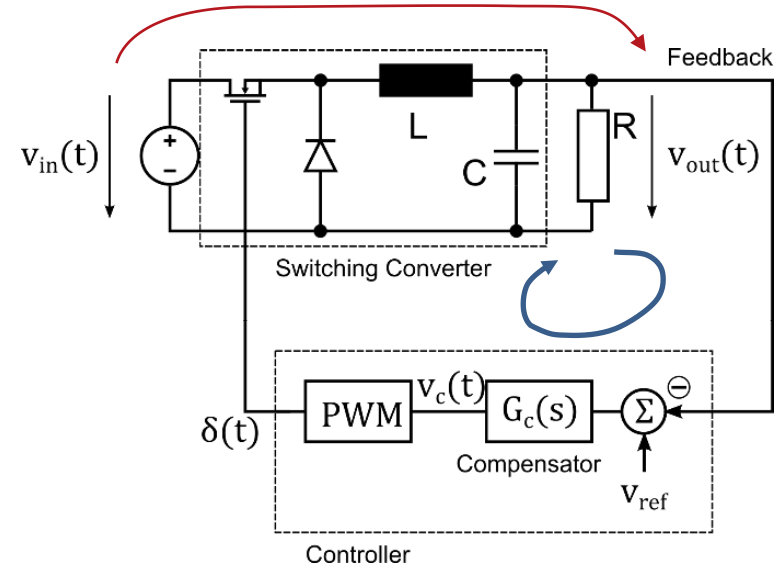 Feedback
v_in(t)
+
−
L
C
R
v_out(t)
Switching Converter
δ(t)
PWM
v_c(t)
G_c(s)
Σ
⊖
Compensator
v_ref
Controller